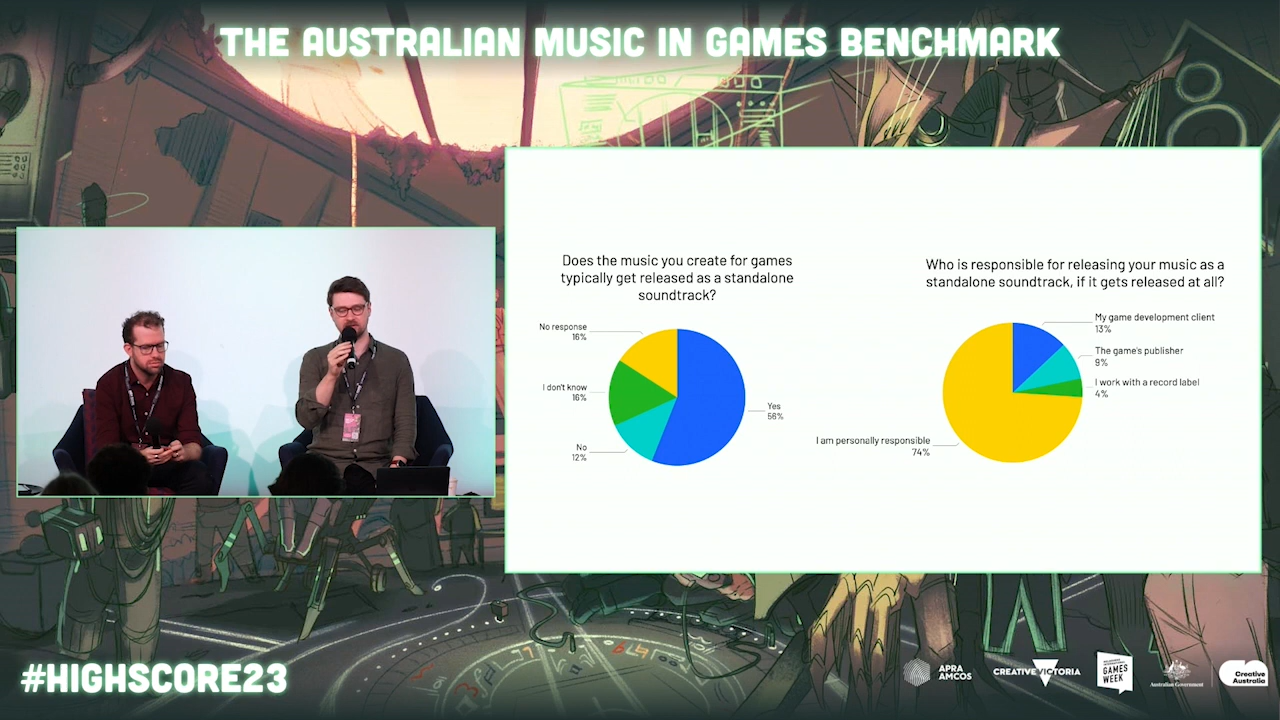 THE AUSTRALIAN MUSIC IN GAMES BENCHMARK
Does the music you create for games
typically get released as a standalone
soundtrack?
No response
16%
I don't know
16%
No
12%
Yes
56%
Who is responsible for releasing your music as a
standalone soundtrack, if it gets released at all?
My game development client
13%
The game's publisher
9%
I work with a record label
4%
I am personally responsible
74%
#HIGHSCORE23
APRA
AMCOS
CREATIVE VICTORIA
GAMES
WEEK
Australian Government
Creative
Australia